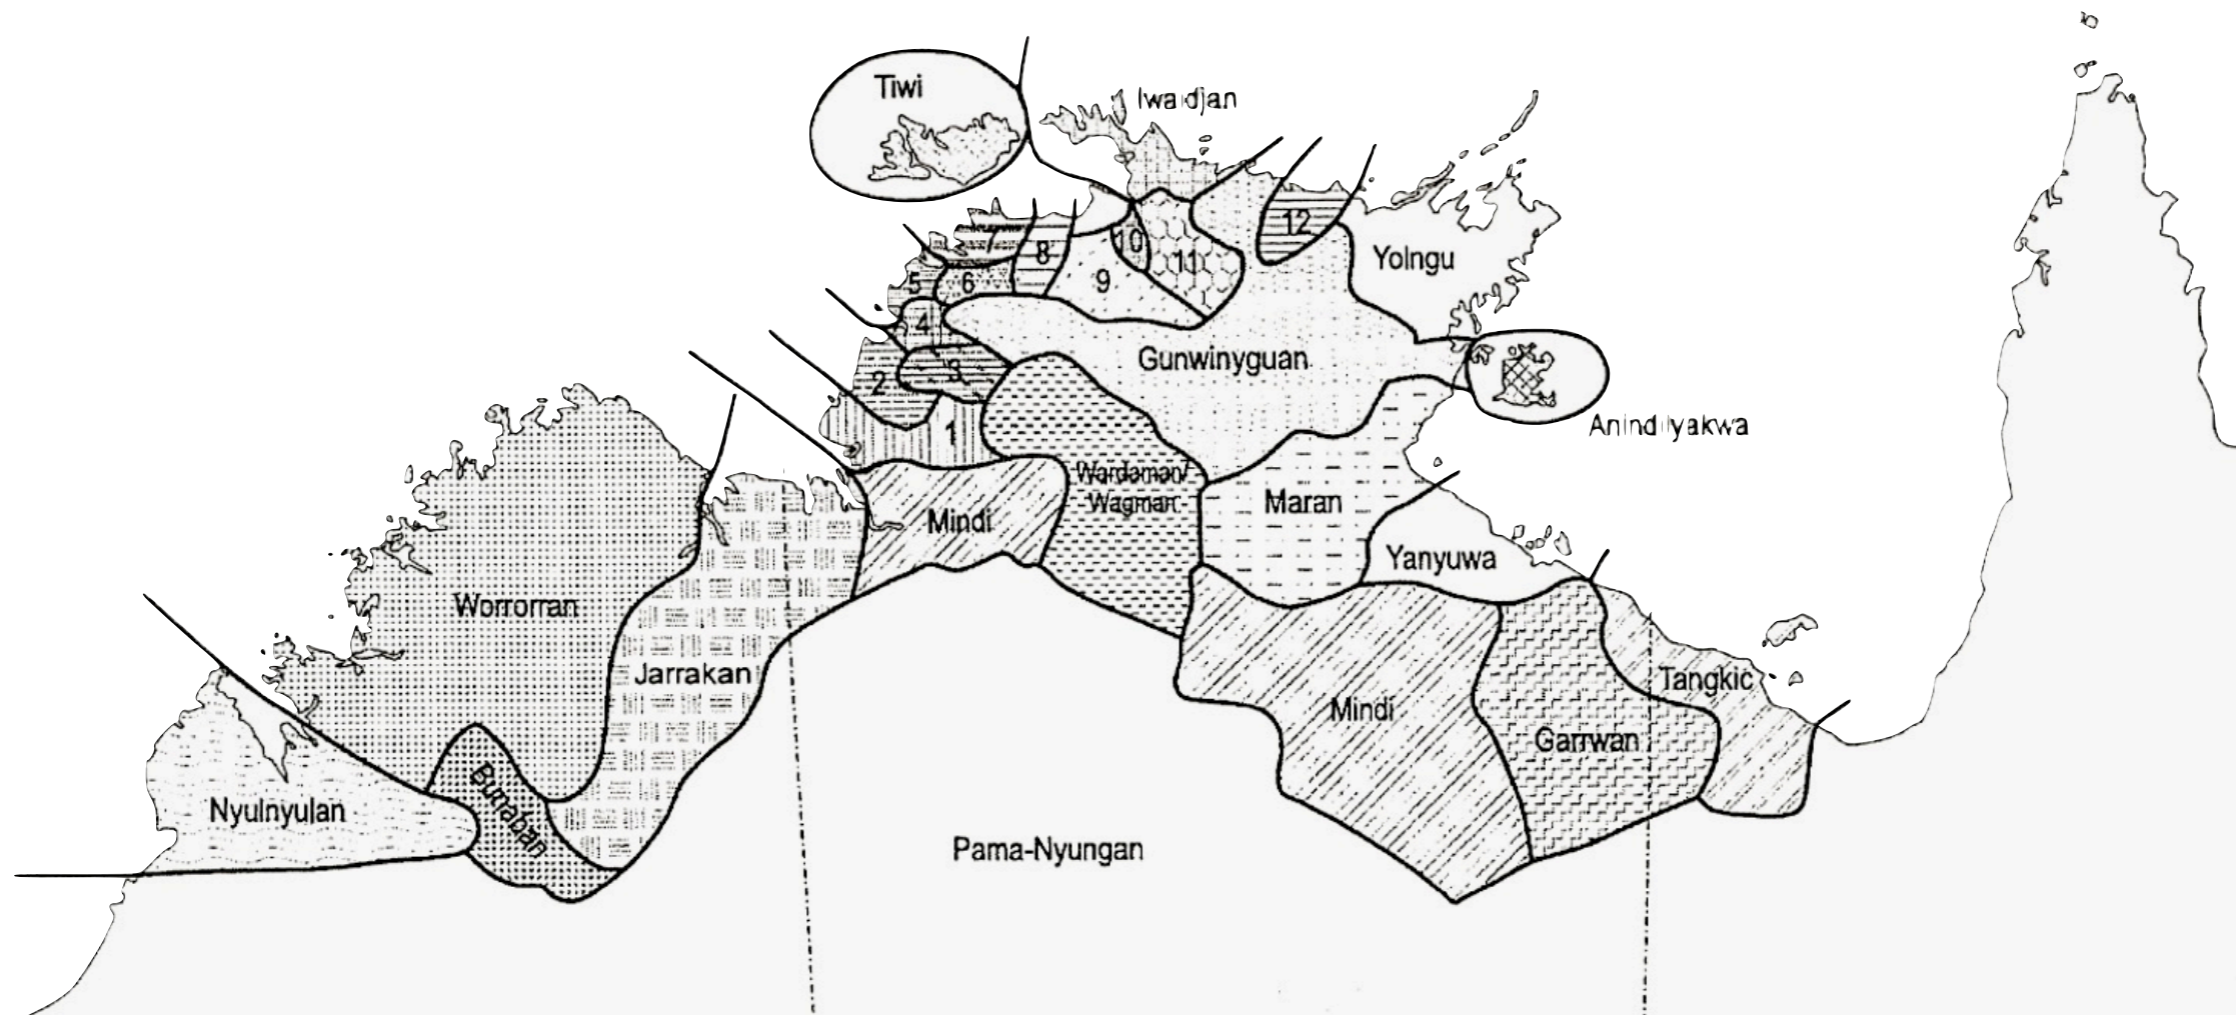 Tiwi
Iwaidjan
7
8
10
11
12
Yolngu
5
6
9
4
Gunwinyguan
2
3
Anindilyakwa
1
Wardaman/
Wagman
Maran
Mindi
Yanyuwa
Worrorran
Jarrakan
Tangkic
Mindi
Garrwan
Nyulnyulan
Bunaban
Pama-Nyungan